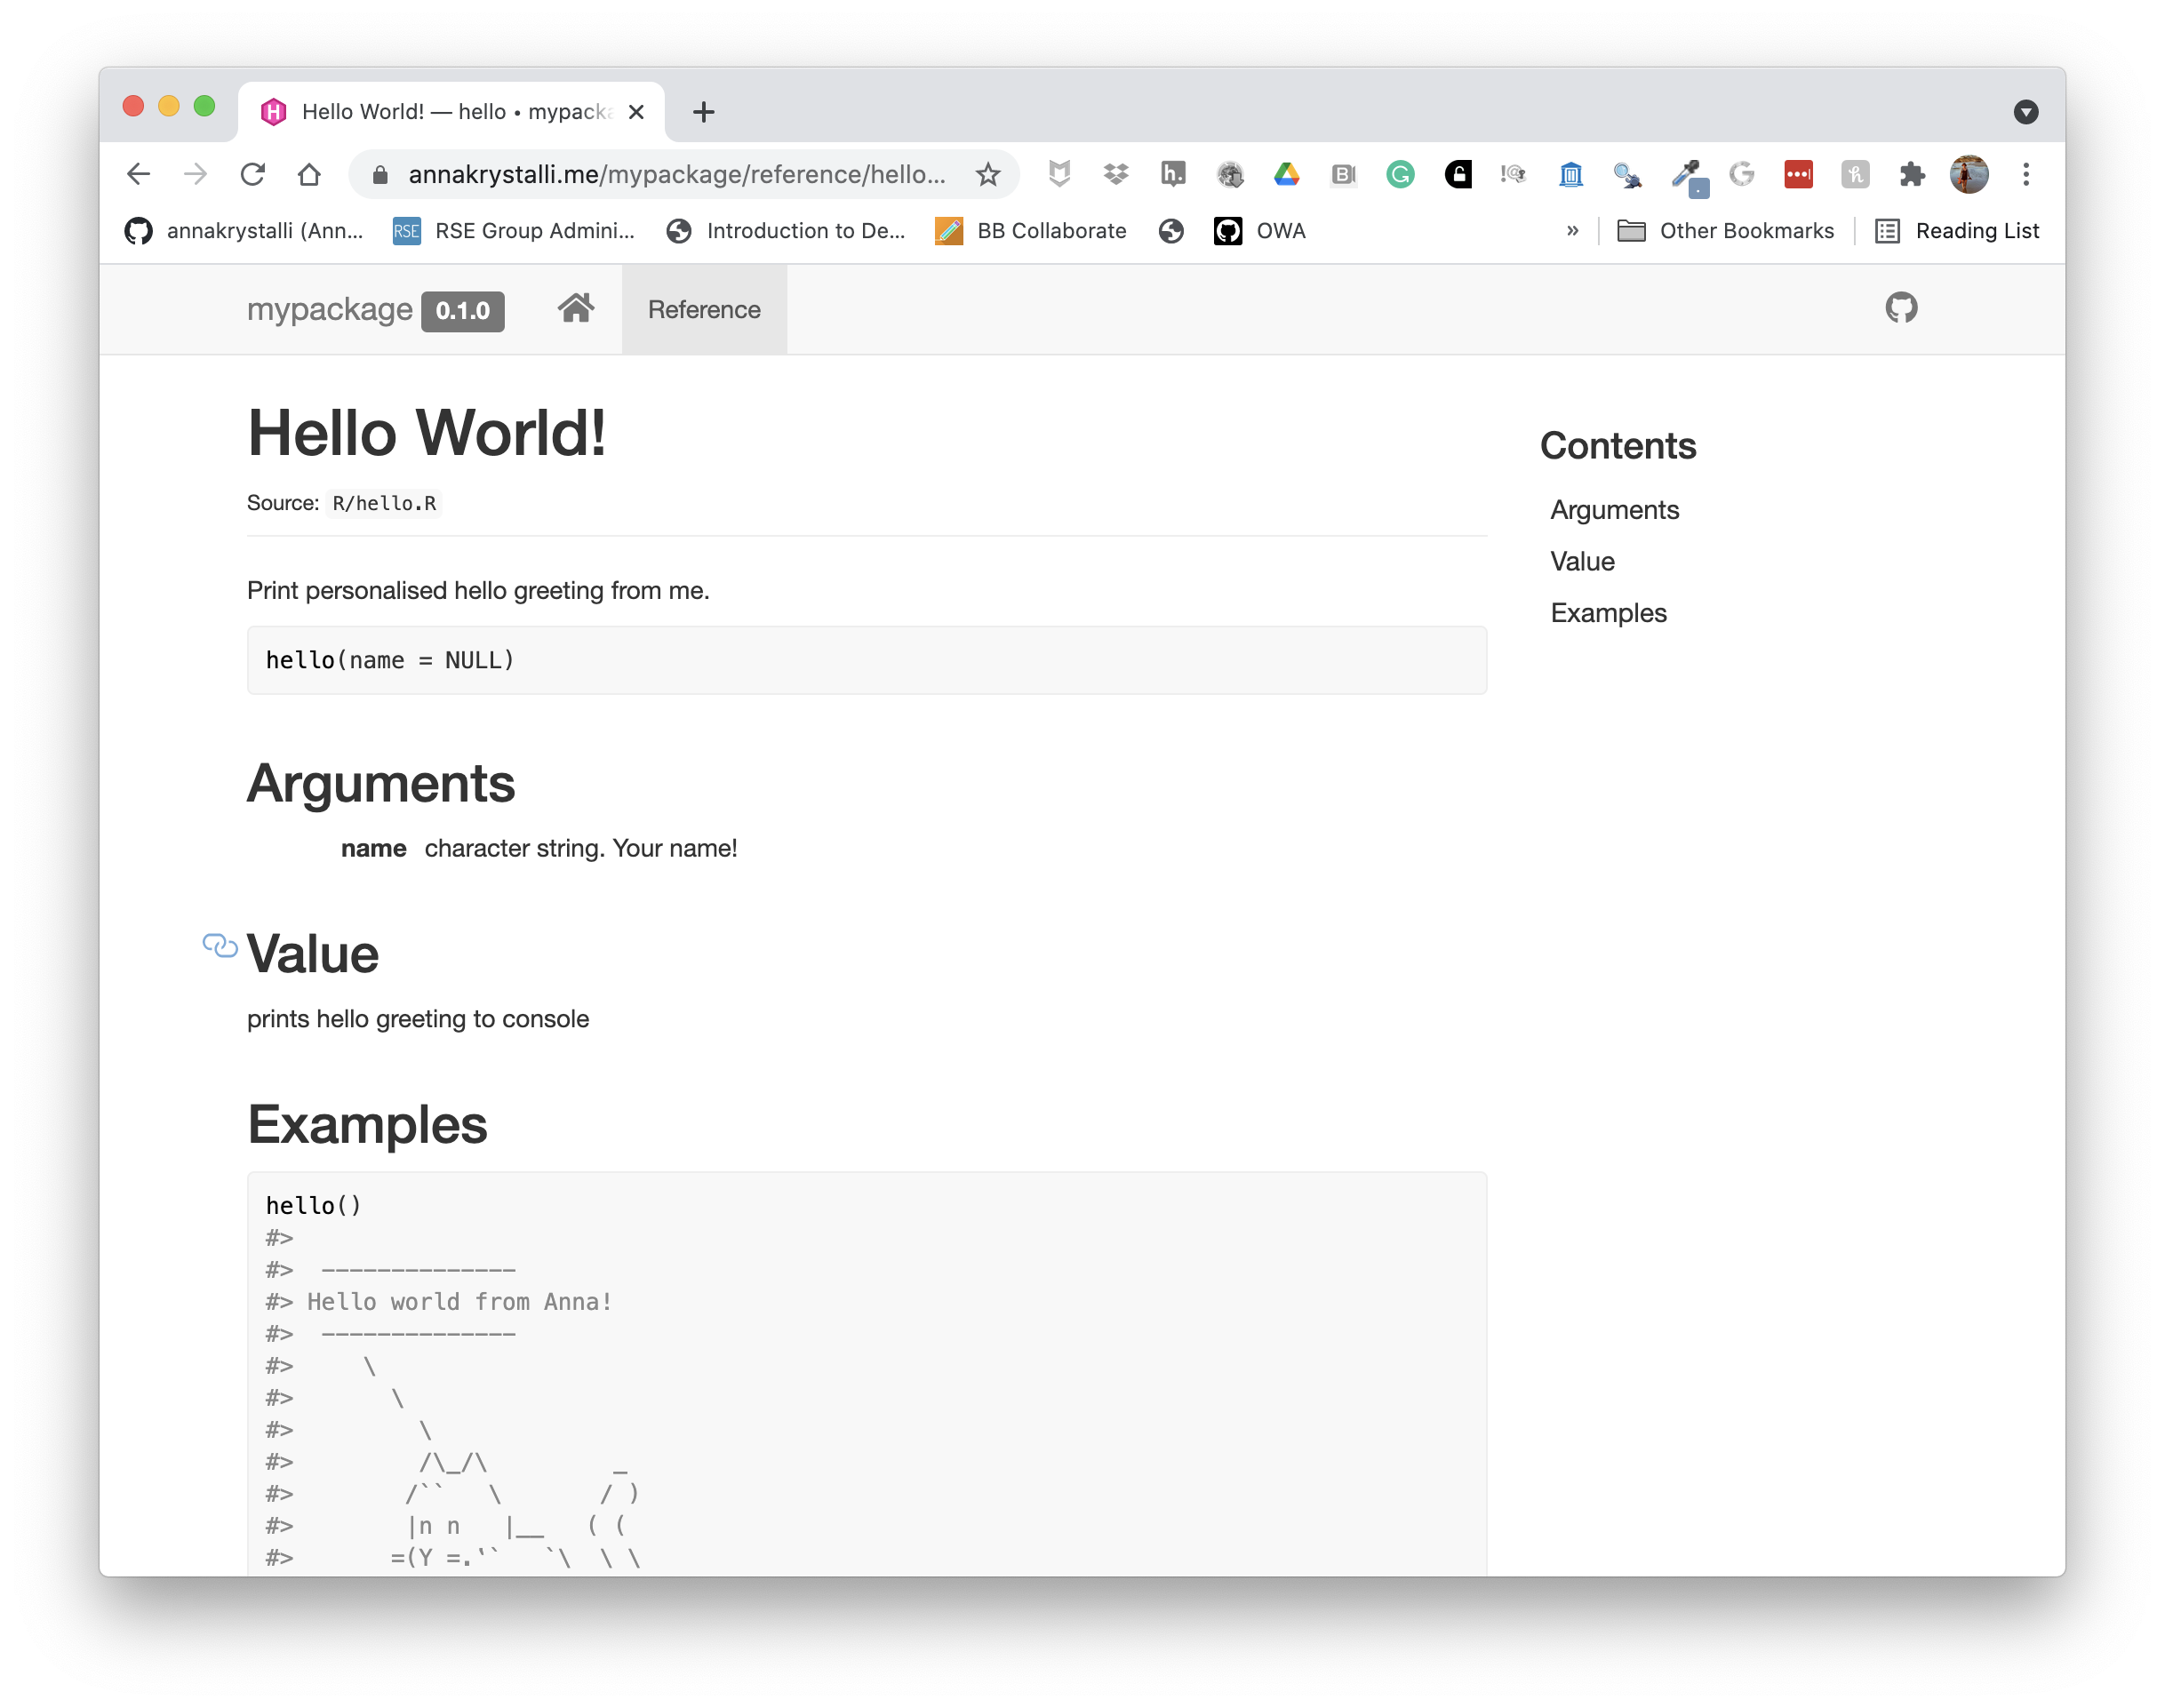 Hello World! — hello • mypacka
annakrystalli.me/mypackage/reference/hello...
annakrystalli (Ann...
RSE
RSE Group Admini...
Introduction to De...
BB Collaborate
OWA
»
Other Bookmarks
Reading List
mypackage 0.1.0
Reference
Hello World!
Source: R/hello.R
Print personalised hello greeting from me.
hello(name = NULL)
Arguments
name character string. Your name!
Value
prints hello greeting to console
Examples
hello()
#>
#>  --------------
#> Hello world from Anna!
#>  --------------
#>     \
#>       \
#>         \
#>         /\_/\         _
#>        /``   \       / )
#>        |n n   |__   ( (
#>       =(Y =.'`   `\  \ \
Contents
Arguments
Value
Examples